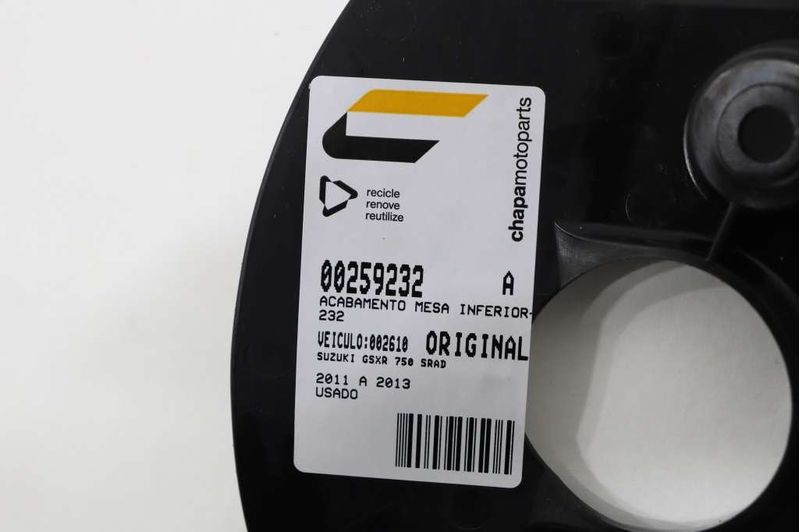 chapamotoparts
recicle
renove
reutilize
00259232 A
ACABAMENTO MESA INFERIOR-
232
VEICULO:002610 ORIGINAL
SUZUKI GSXR 750 SRAD
2011 A 2013
USADO